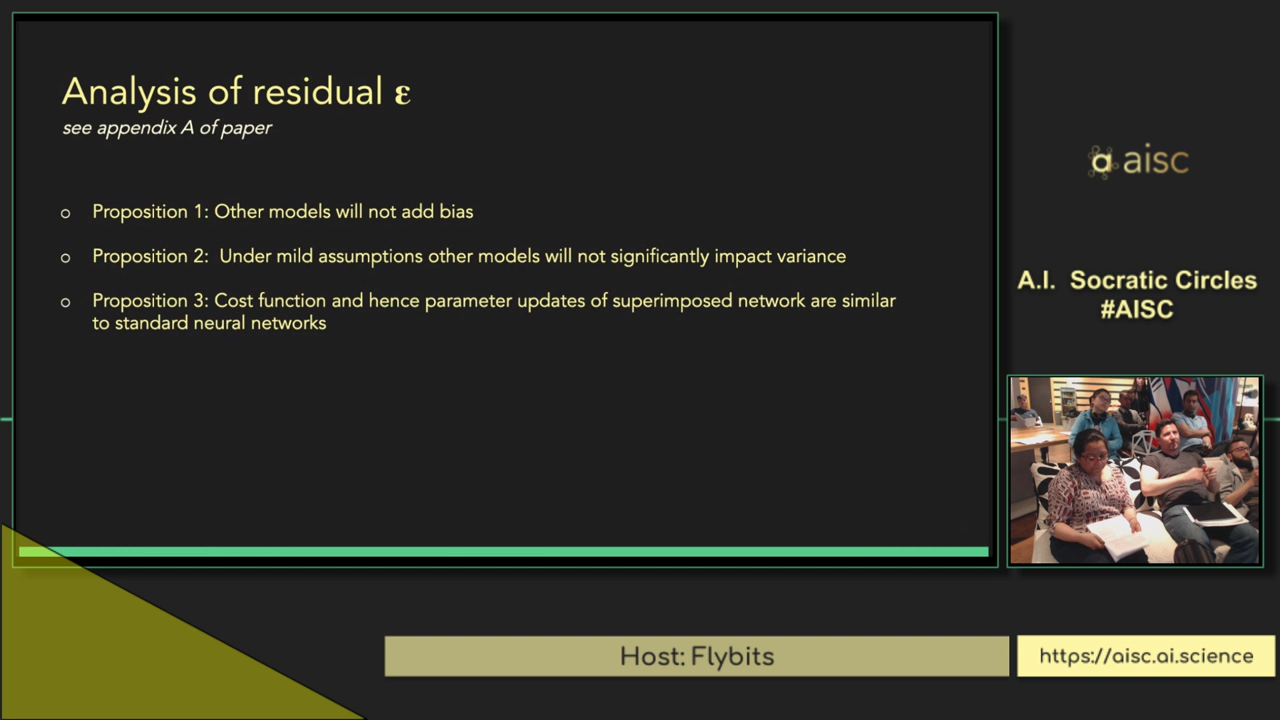 Analysis of residual ε
see appendix A of paper
○ Proposition 1: Other models will not add bias
○ Proposition 2:  Under mild assumptions other models will not significantly impact variance
○ Proposition 3: Cost function and hence parameter updates of superimposed network are similar
to standard neural networks
a aisc
A.I. Socratic Circles
#AISC
Host: Flybits
https://aisc.ai.science